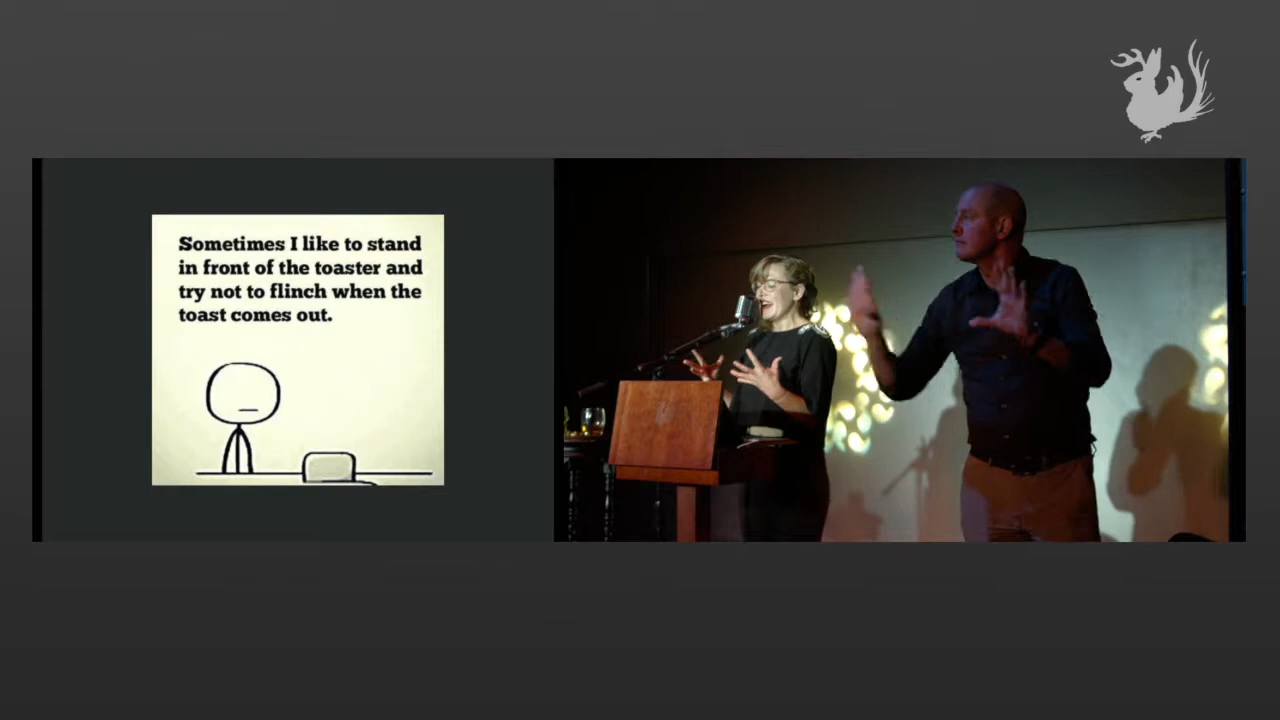 Sometimes I like to stand
in front of the toaster and
try not to flinch when the
toast comes out.